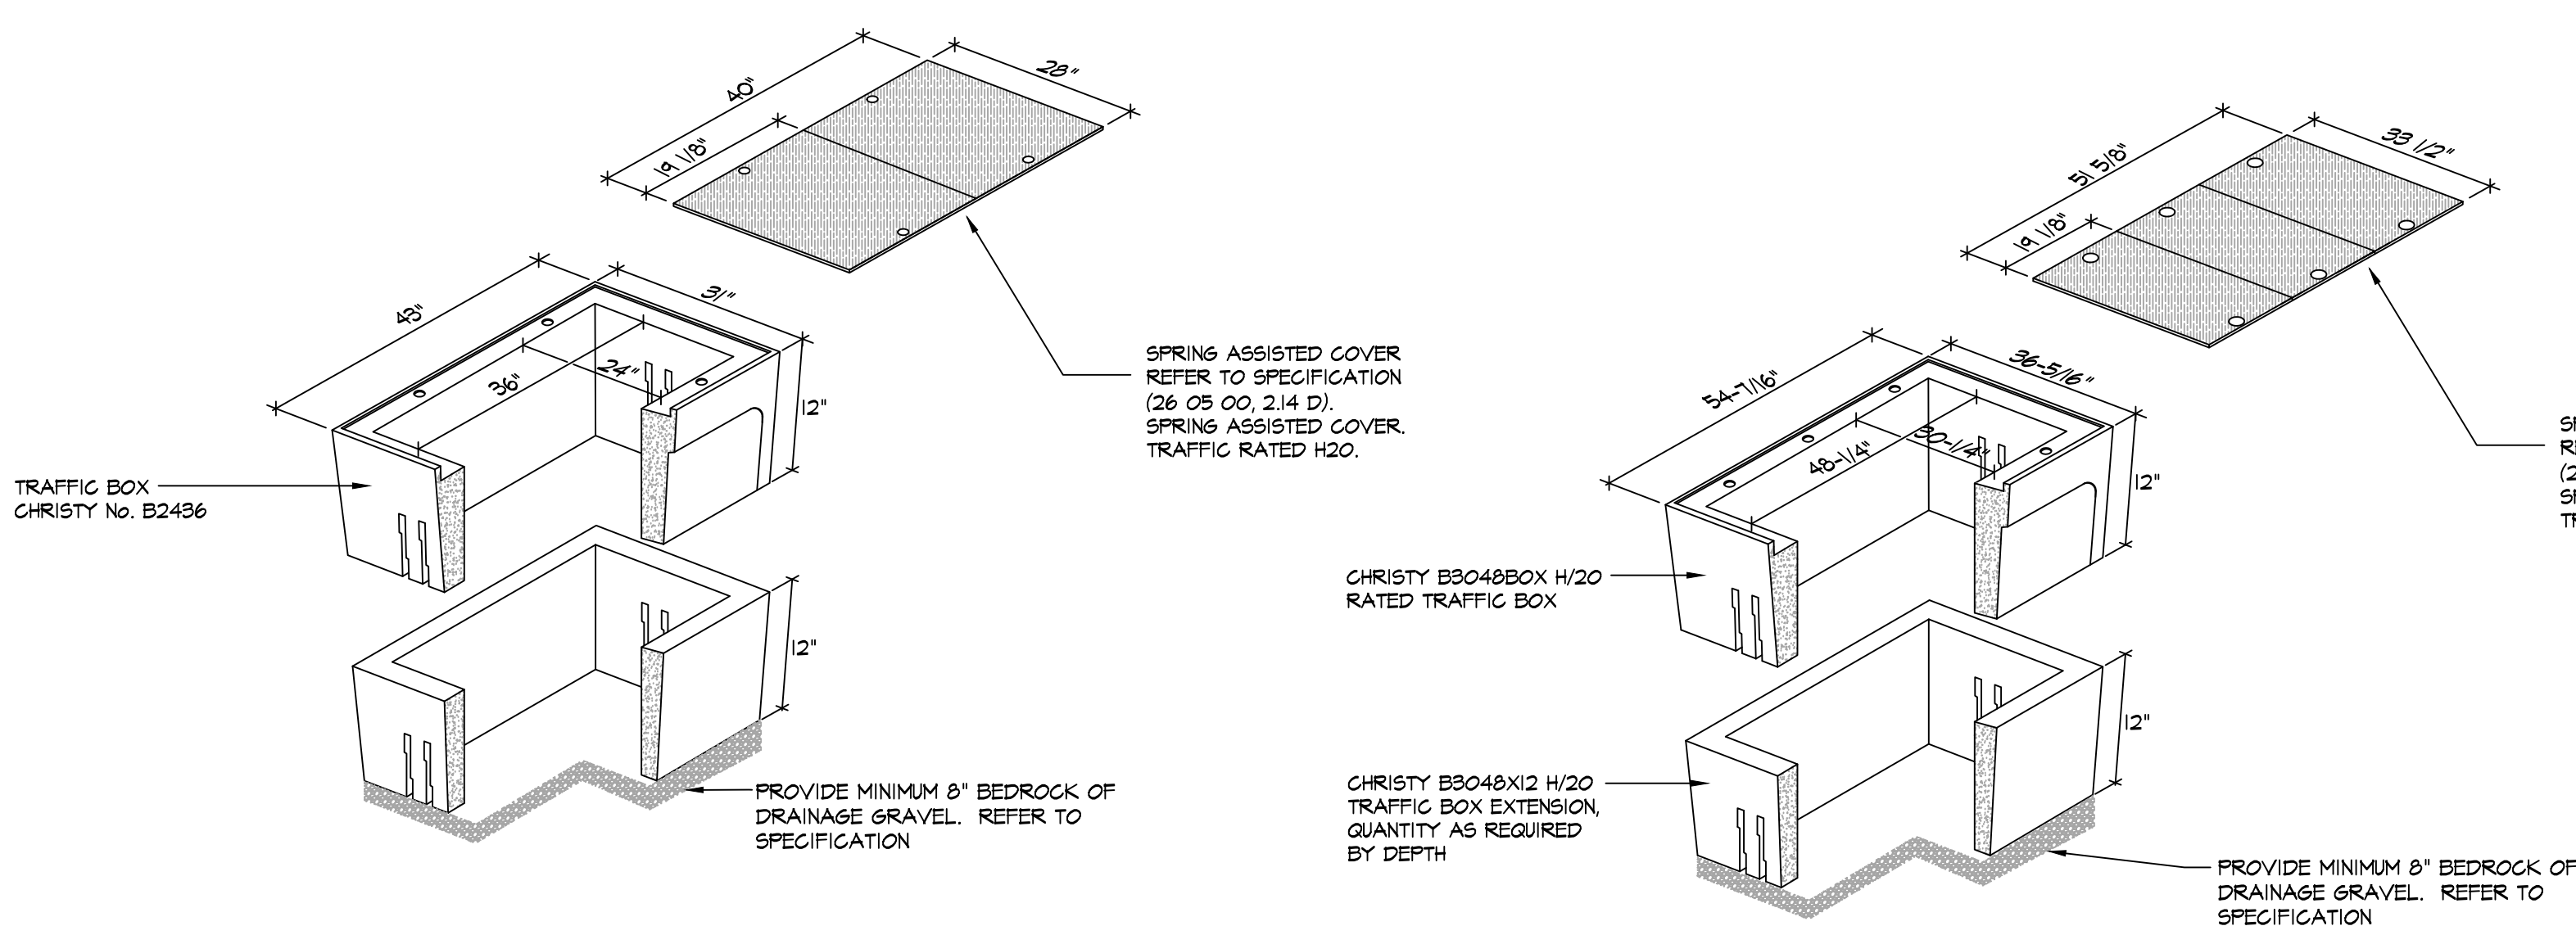 40"
28"
19 1/8"
43"
31"
36"
24"
12"
SPRING ASSISTED COVER
REFER TO SPECIFICATION
(26 05 00, 2.14 D).
SPRING ASSISTED COVER.
TRAFFIC RATED H20.
TRAFFIC BOX
CHRISTY No. B2436
12"
PROVIDE MINIMUM 8" BEDROCK OF
DRAINAGE GRAVEL. REFER TO
SPECIFICATION
51 5/8"
33 1/2"
19 1/8"
54-7/16"
36-5/16"
48-1/4"
30-1/4"
12"
CHRISTY B3048BOX H/20
RATED TRAFFIC BOX
12"
CHRISTY B3048X12 H/20
TRAFFIC BOX EXTENSION,
QUANTITY AS REQUIRED
BY DEPTH
PROVIDE MINIMUM 8" BEDROCK OF
DRAINAGE GRAVEL. REFER TO
SPECIFICATION